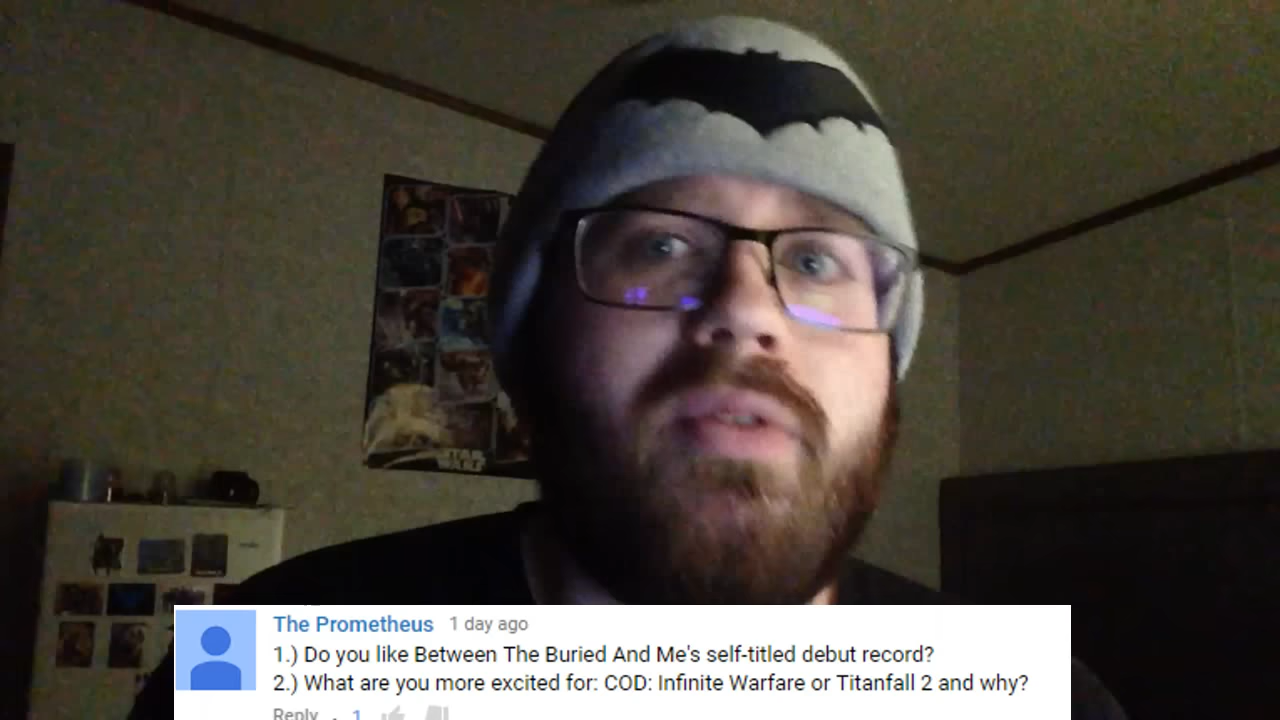 STAR
WARS
The Prometheus 1 day ago
1.) Do you like Between The Buried And Me's self-titled debut record?
2.) What are you more excited for: COD: Infinite Warfare or Titanfall 2 and why?
Reply . 1